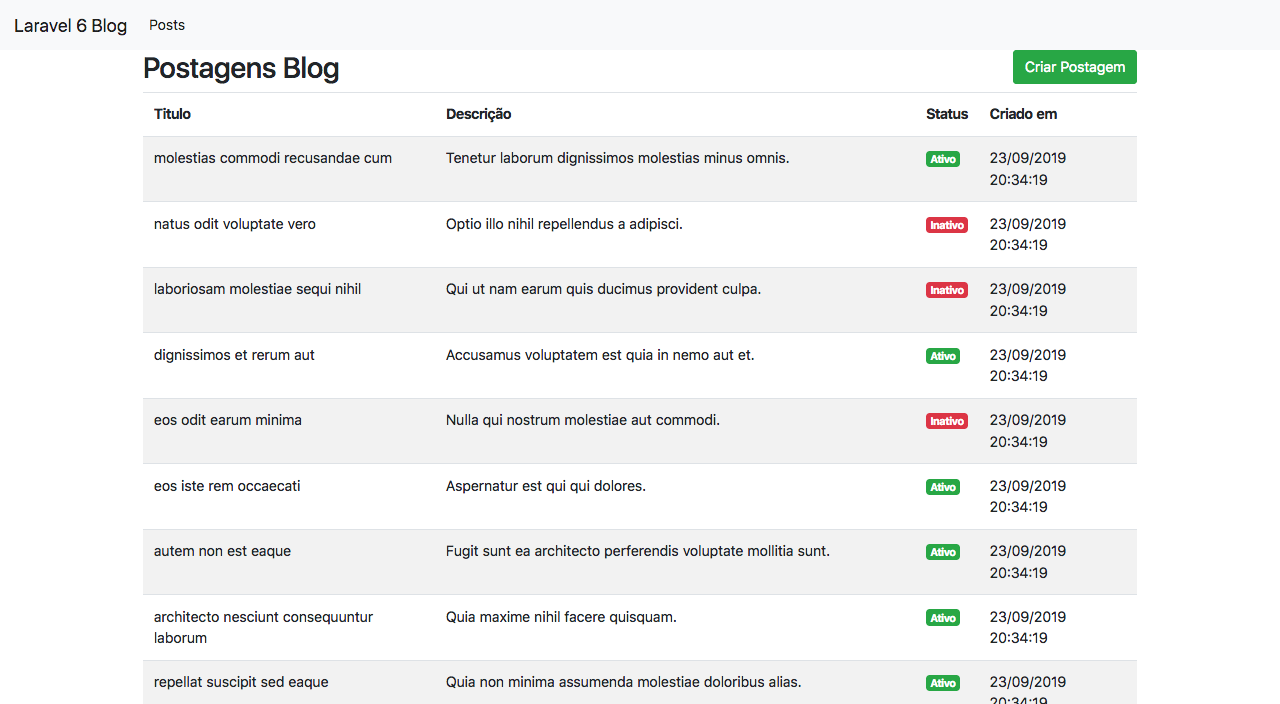 Laravel 6 Blog Posts
Postagens Blog Criar Postagem
Titulo Descrição Status Criado em
molestias commodi recusandae cum Tenetur laborum dignissimos molestias minus omnis. Ativo 23/09/2019
20:34:19
natus odit voluptate vero Optio illo nihil repellendus a adipisci. Inativo 23/09/2019
20:34:19
laboriosam molestiae sequi nihil Qui ut nam earum quis ducimus provident culpa. Inativo 23/09/2019
20:34:19
dignissimos et rerum aut Accusamus voluptatem est quia in nemo aut et. Ativo 23/09/2019
20:34:19
eos odit earum minima Nulla qui nostrum molestiae aut commodi. Inativo 23/09/2019
20:34:19
eos iste rem occaecati Aspernatur est qui qui dolores. Ativo 23/09/2019
20:34:19
autem non est eaque Fugit sunt ea architecto perferendis voluptate mollitia sunt. Ativo 23/09/2019
20:34:19
architecto nesciunt consequuntur Quia maxime nihil facere quisquam. Ativo 23/09/2019
laborum 20:34:19
repellat suscipit sed eaque Quia non minima assumenda molestiae doloribus alias. Ativo 23/09/2019
20:34:19